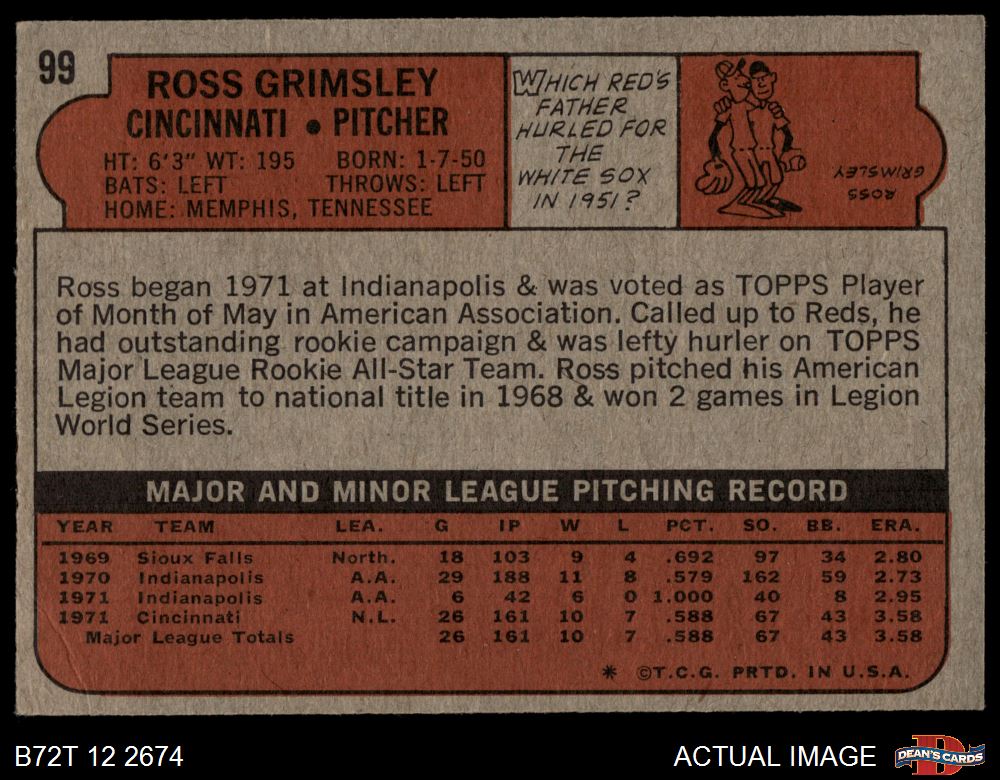 99
ROSS GRIMSLEY
CINCINNATI • PITCHER
HT: 6'3" WT: 195 BORN: 1-7-50
BATS: LEFT THROWS: LEFT
HOME: MEMPHIS, TENNESSEE
WHICH RED'S
FATHER
HURLED FOR
THE
WHITE SOX
IN 1951?
ROSS
GRIMSLEY
Ross began 1971 at Indianapolis & was voted as TOPPS Player
of Month of May in American Association. Called up to Reds, he
had outstanding rookie campaign & was lefty hurler on TOPPS
Major League Rookie All-Star Team. Ross pitched his American
Legion team to national title in 1968 & won 2 games in Legion
World Series.
MAJOR AND MINOR LEAGUE PITCHING RECORD
YEAR TEAM LEA. G IP W L PCT. SO. BB. ERA.
1969 Sioux Falls North. 18 103 9 4 .692 97 34 2.80
1970 Indianapolis A.A. 29 188 11 8 .579 162 59 2.73
1971 Indianapolis A.A. 6 42 6 0 1.000 40 8 2.95
1971 Cincinnati N.L. 26 161 10 7 .588 67 43 3.58
Major League Totals 26 161 10 7 .588 67 43 3.58
* ©T.C.G. PRTD. IN U.S.A.
B72T 12 2674
ACTUAL IMAGE
D
DEAN'S CARDS